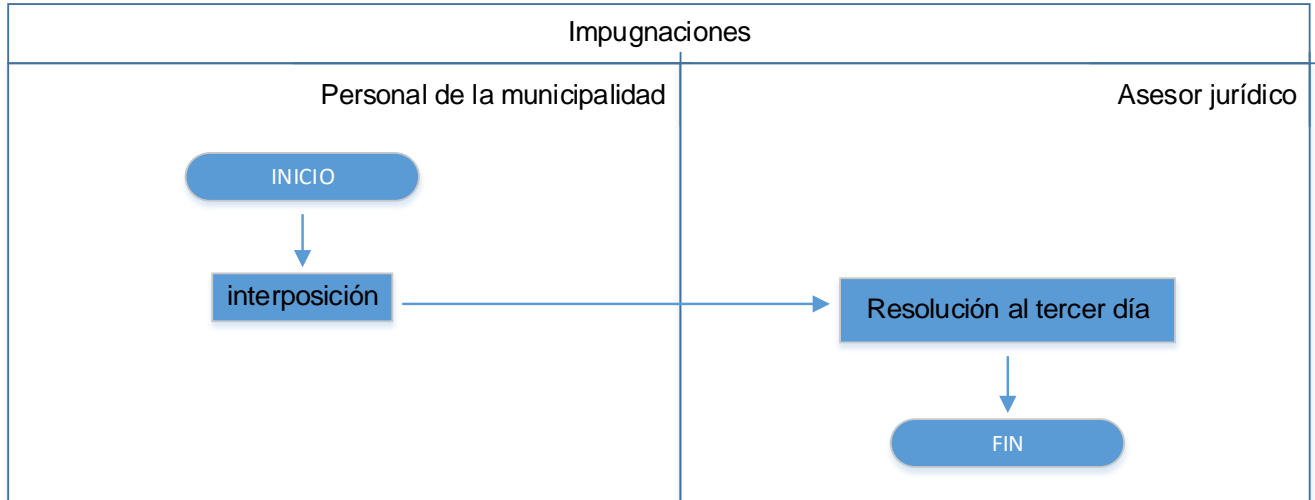 Impugnaciones
Personal de la municipalidad
Asesor jurídico
INICIO
interposición
Resolución al tercer día
FIN